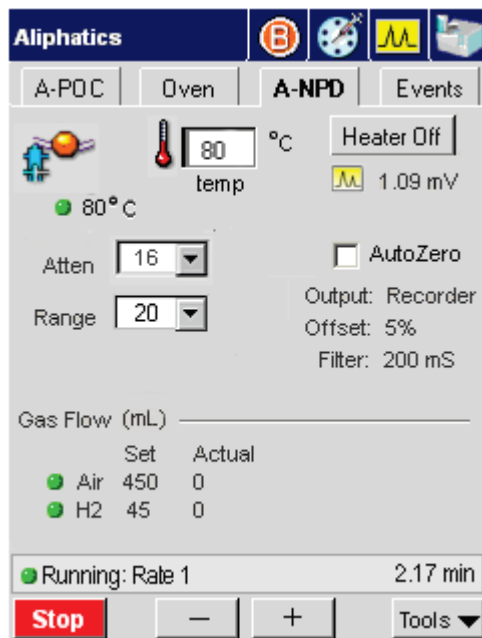 Aliphatics B
A-POC Oven A-NPD Events
80 °C Heater Off
temp 1.09 mV
80°C
Atten 16 AutoZero
Range 20 Output: Recorder
Offset: 5%
Filter: 200 mS
Gas Flow (mL)
Set Actual
Air 450 0
H2 45 0
Running: Rate 1 2.17 min
Stop − + Tools